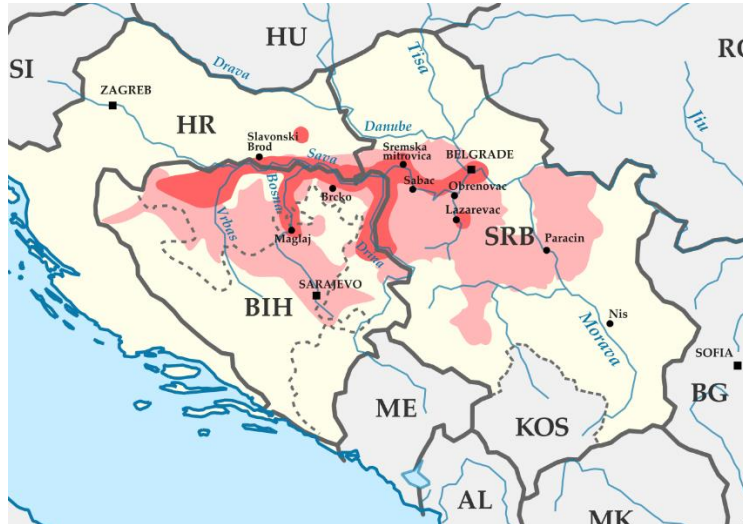 HU
RO
SI
Drava
Tisa
ZAGREB
Jiu
HR
Danube
Slavonski
Brod
Sava
Sremska
mitrovica
BELGRADE
Bosna
Brcko
Sabac
Obrenovac
Vrbas
Lazarevac
Maglaj
SRB
Paracin
Drina
SARAJEVO
BIH
Morava
Nis
SOFIA
ME
BG
KOS
AL
MK